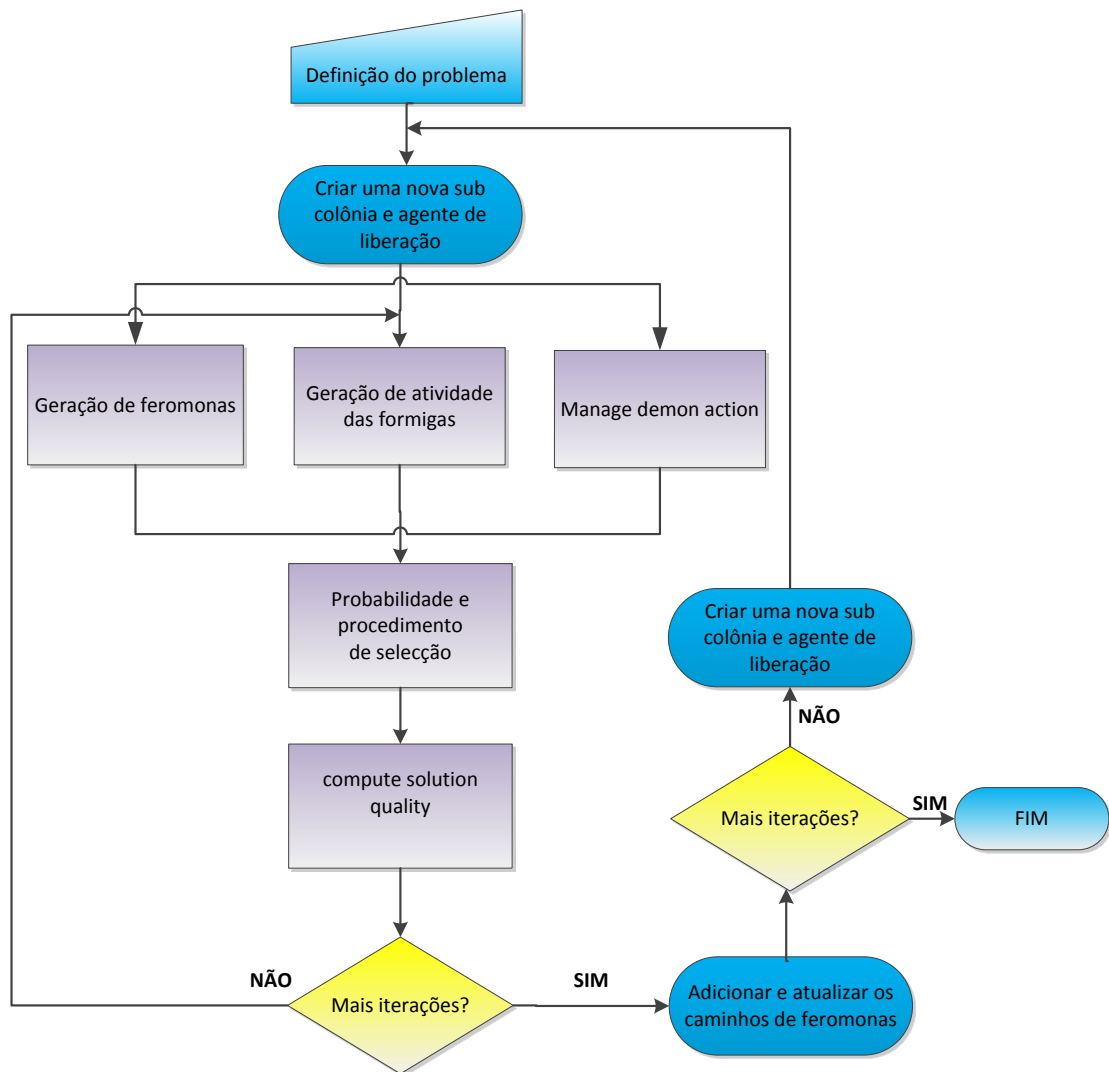 Definição do problema
Criar uma nova sub
colônia e agente de
liberação
Geração de feromonas
Geração de atividade
das formigas
Manage demon action
Probabilidade e
procedimento
de selecção
compute solution
quality
Mais iterações?
NÃO
SIM
Adicionar e atualizar os
caminhos de feromonas
Mais iterações?
SIM
FIM
NÃO
Criar uma nova sub
colônia e agente de
liberação